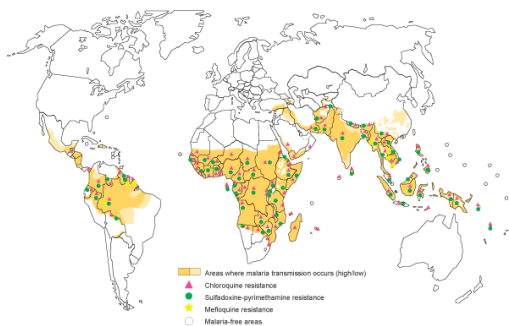 Areas where malaria transmission occurs (high/low)
Chloroquine resistance
Sulfadoxine-pyrimethamine resistance
Mefloquine resistance
Malaria-free areas